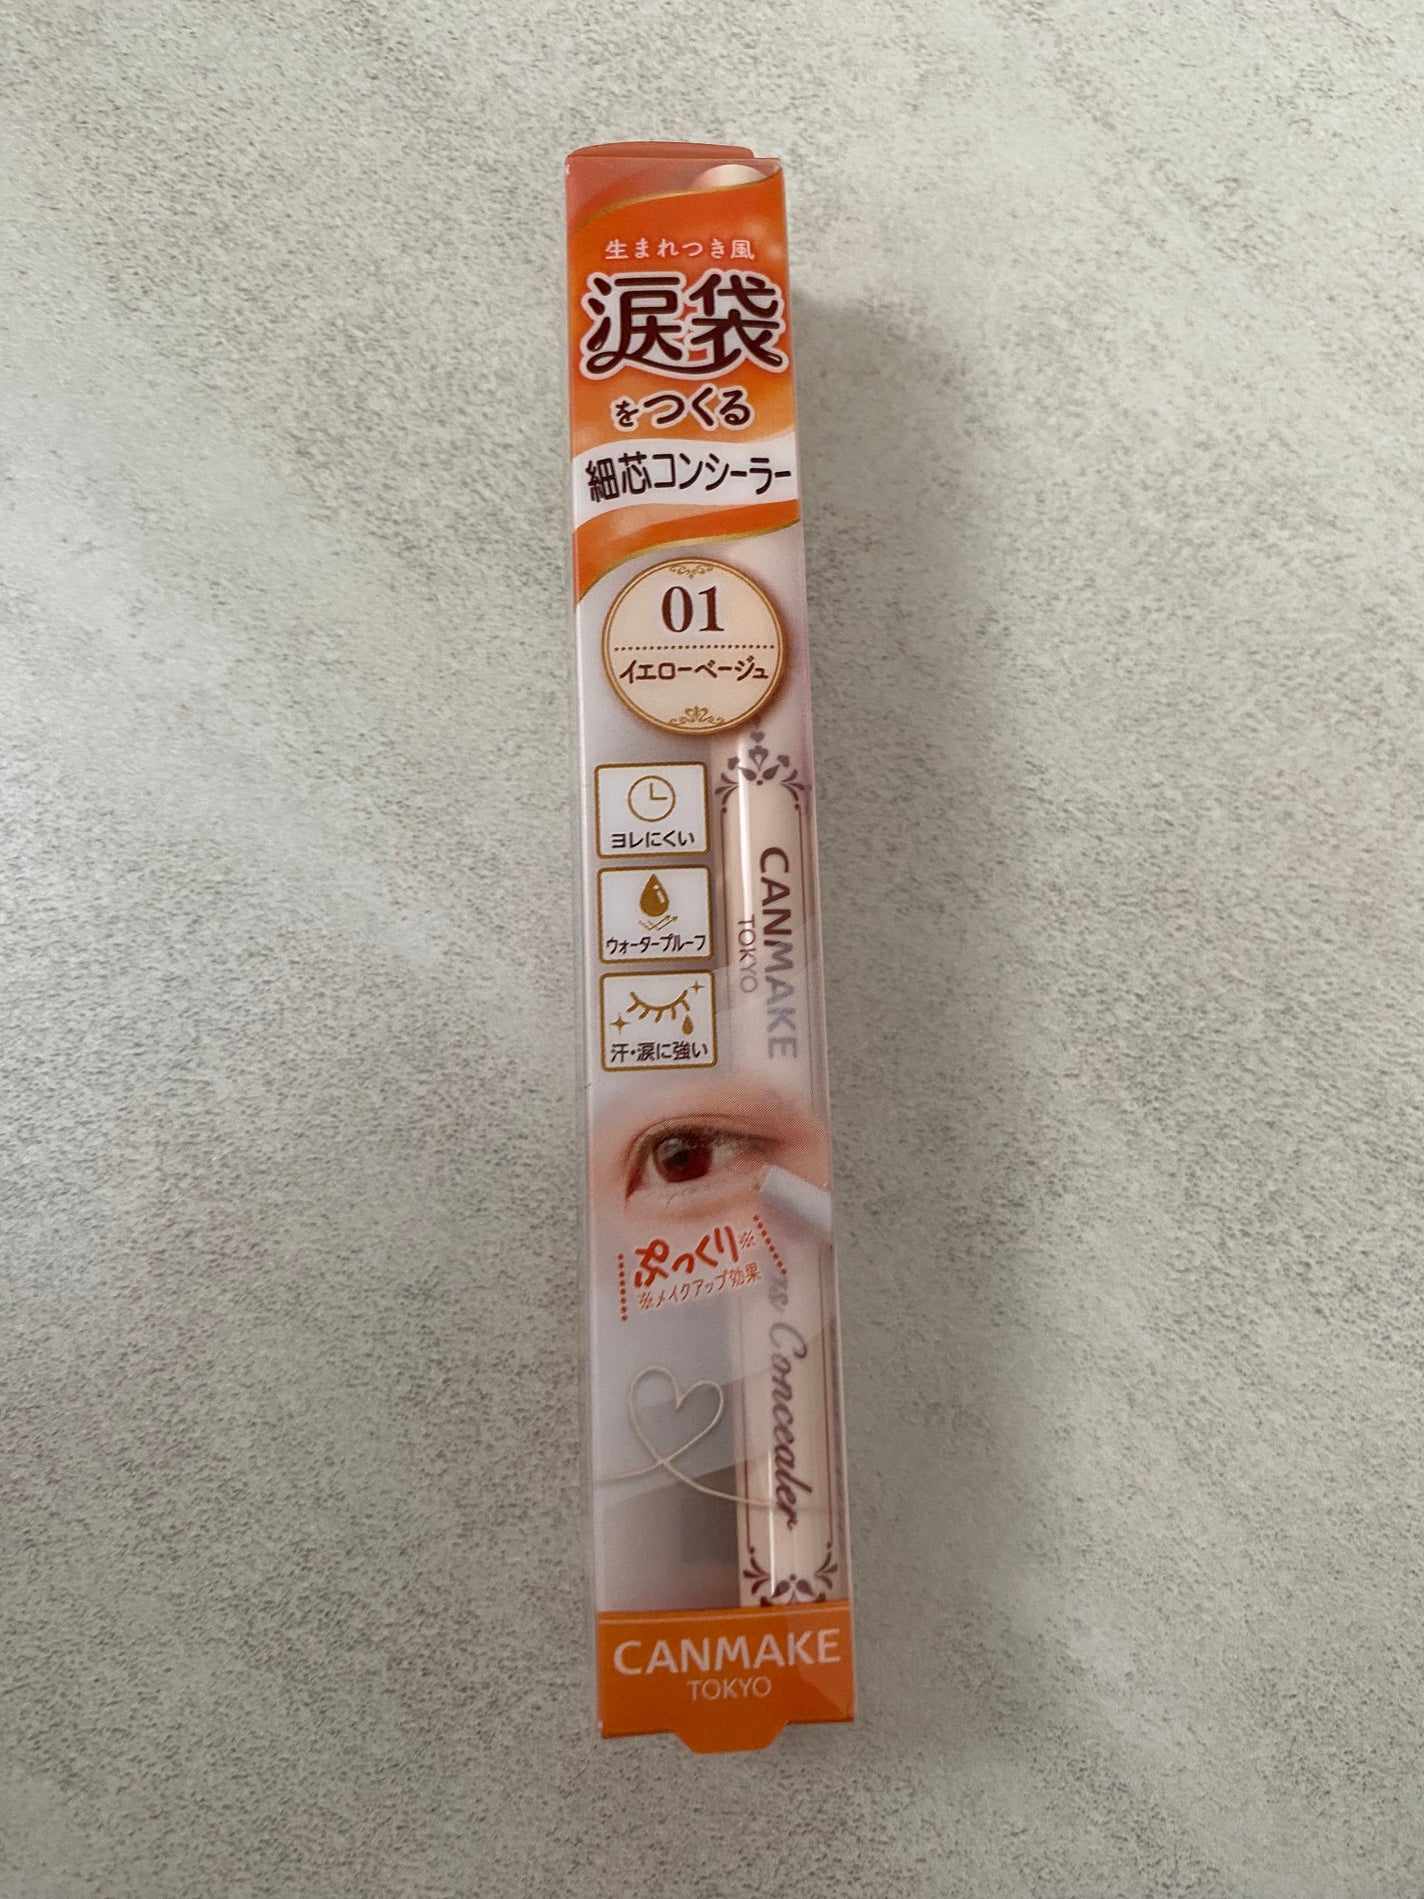 生まれつき風
涙袋
をつくる
細芯コンシーラー
01
イエローベージュ
ヨレにくい
ウォータープルーフ
汗・涙に強い
CANMAKE
TOKYO
ぷっくり※
※メイクアップ効果
Concealer
CANMAKE
TOKYO